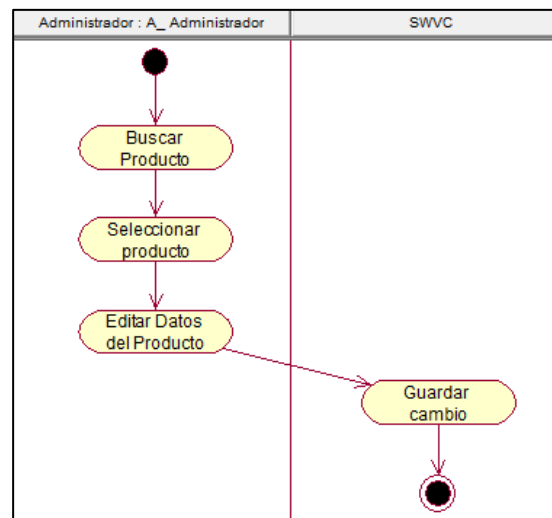 Administrador : A_ Administrador
SWVC
Buscar
Producto
Seleccionar
producto
Editar Datos
del Producto
Guardar
cambio